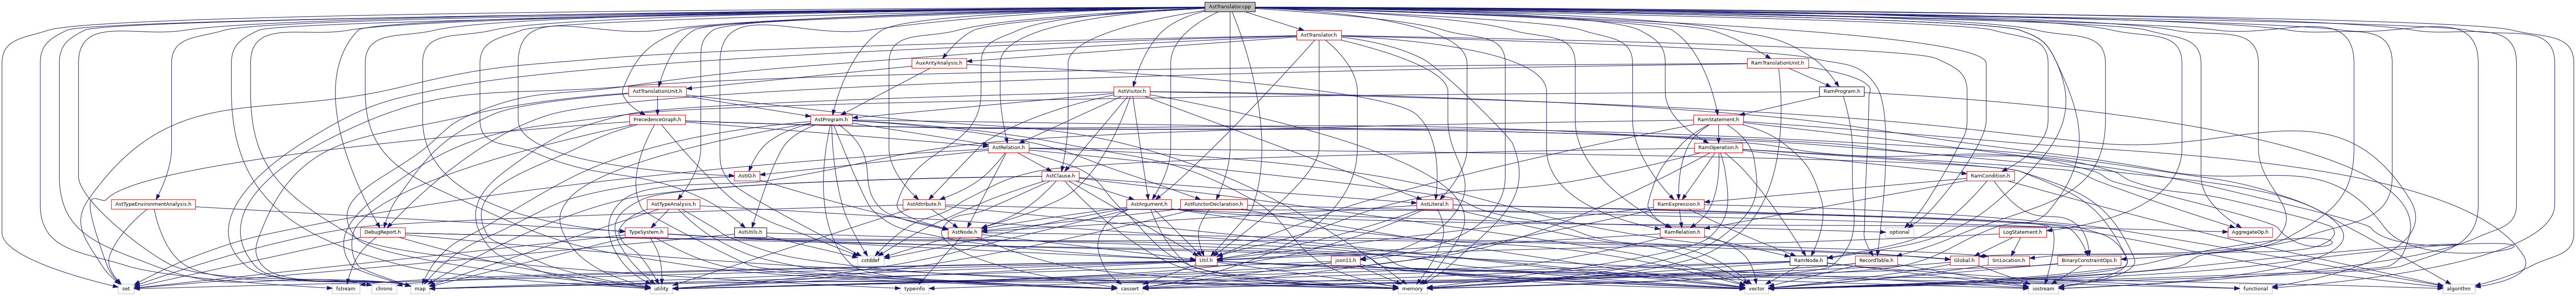 AstTranslator.cpp
AstTranslator.h
AuxArityAnalysis.h
RamTranslationUnit.h
AstTranslationUnit.h
AstVisitor.h
RamProgram.h
PrecedenceGraph.h
AstProgram.h
RamStatement.h
AstRelation.h
RamOperation.h
AstIO.h
AstClause.h
RamCondition.h
AstTypeEnvironmentAnalysis.h
AstTypeAnalysis.h
AstAttribute.h
AstArgument.h
AstFunctorDeclaration.h
AstLiteral.h
RamExpression.h
DebugReport.h
TypeSystem.h
AstUtils.h
AstNode.h
RamRelation.h
optional
LogStatement.h
AggregateOp.h
cstddef
Util.h
json11.h
RamNode.h
RecordTable.h
Global.h
SrcLocation.h
BinaryConstraintOps.h
set
fstream
chrono
map
utility
typeinfo
cassert
memory
vector
iostream
functional
algorithm